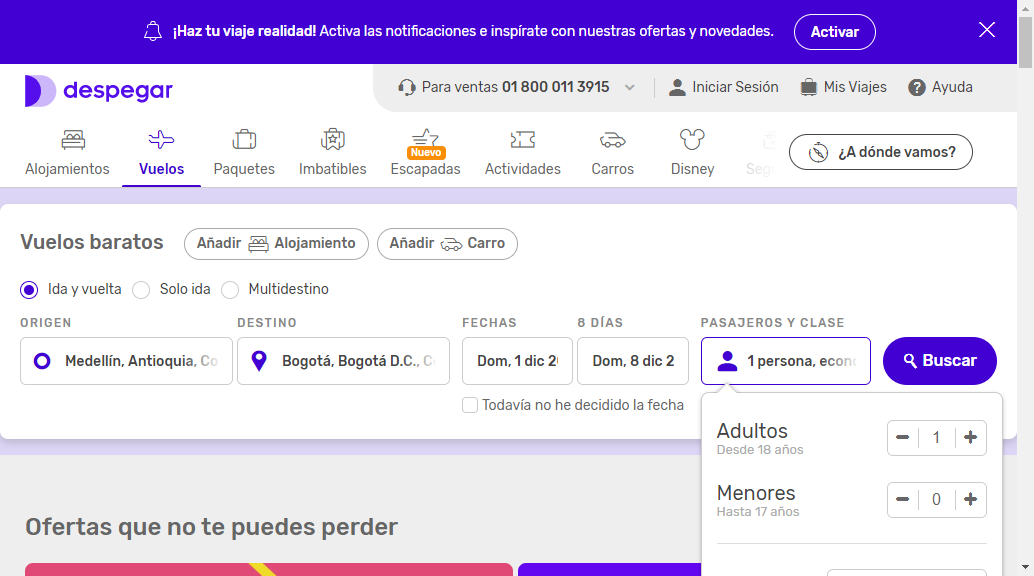 ¡Haz tu viaje realidad! Activa las notificaciones e inspírate con nuestras ofertas y novedades. Activar
despegar Para ventas 01 800 011 3915 Iniciar Sesión Mis Viajes ? Ayuda
Nuevo
Alojamientos Vuelos Paquetes Imbatibles Escapadas Actividades Carros Disney Seg ¿A dónde vamos?
Vuelos baratos Añadir Alojamiento Añadir Carro
Ida y vuelta Solo ida Multidestino
ORIGEN DESTINO FECHAS 8 DÍAS PASAJEROS Y CLASE
Medellín, Antioquia, Co Bogotá, Bogotá D.C., C Dom, 1 dic 2 Dom, 8 dic 2 1 persona, econ Buscar
Todavía no he decidido la fecha
Adultos
Desde 18 años
1
Menores
Hasta 17 años
0
Ofertas que no te puedes perder